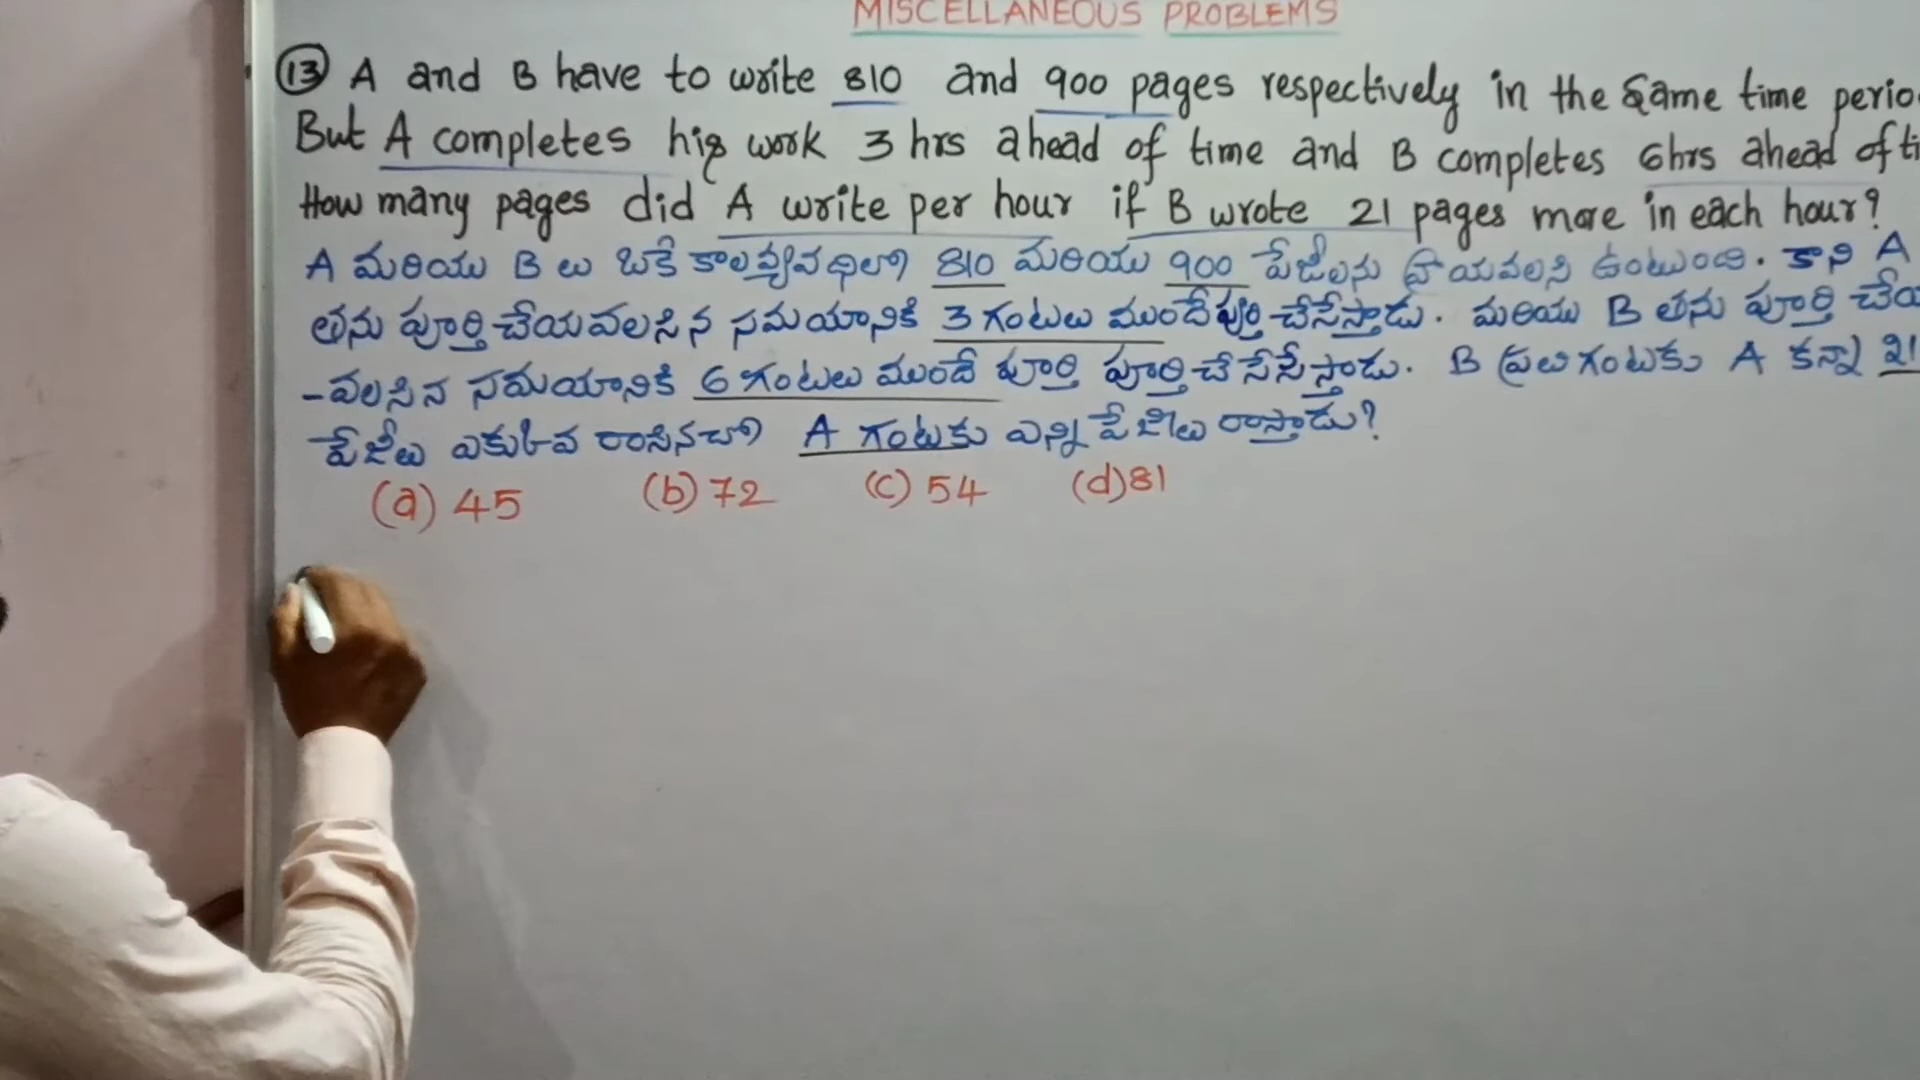 MISCELLANEOUS PROBLEMS
13 A and B have to write 810 and 900 pages respectively in the same time perio
But A completes his work 3 hrs ahead of time and B completes 6hrs ahead of ti
How many pages did A write per hour if B wrote 21 pages more in each hour?
A మరియు B లు ఒకే కాలవ్యవధిలో 810 మరియు 900 పేజీలను వ్రాయవలసి ఉంటుంది. కాని A
తను పూర్తి చేయవలసిన సమయానికి 3 గంటలు ముందే పూర్తి చేసేస్తాడు. మరియు B తను పూర్తి చేయ
-వలసిన సమయానికి 6 గంటలు ముందే పూర్తి పూర్తి చేసేస్తాడు. B ప్రతి గంటకు A కన్నా 21
పేజీలు ఎక్కువ రాసినచో A గంటకు ఎన్ని పేజీలు రాస్తాడు?
(a) 45 (b) 72 (c) 54 (d) 81